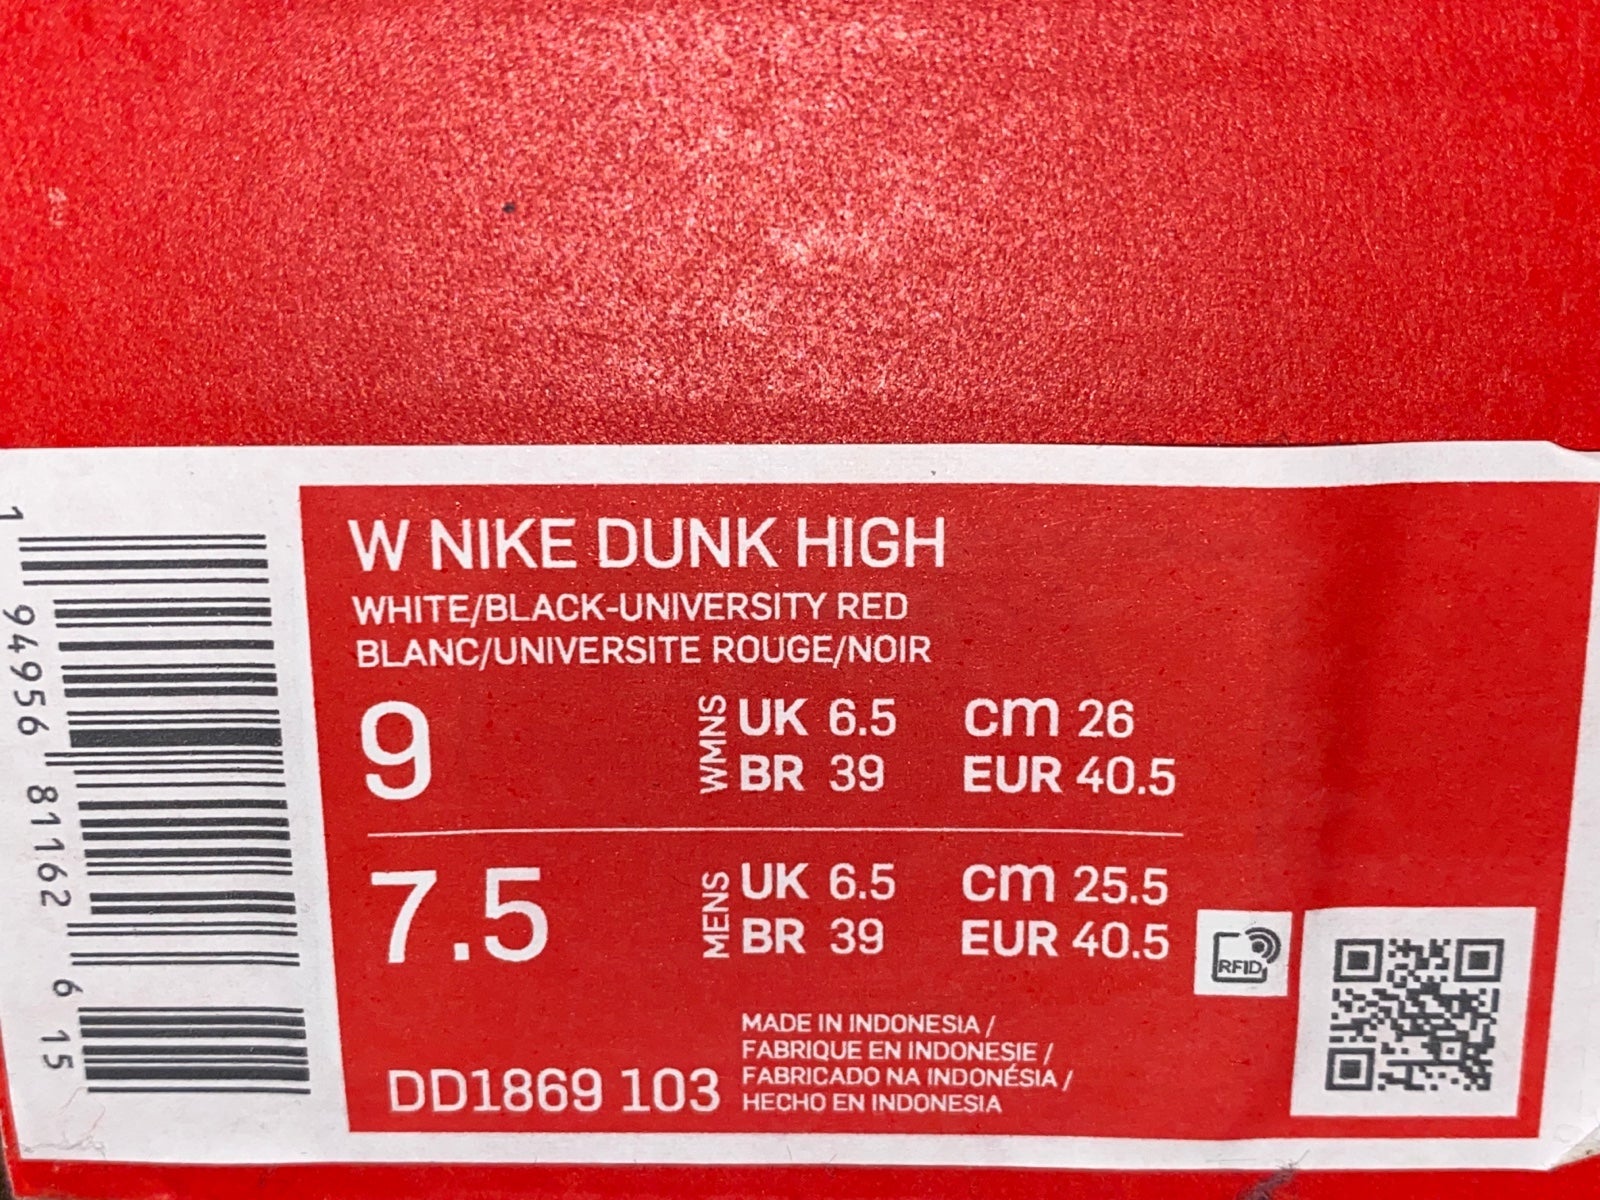 W NIKE DUNK HIGH
WHITE/BLACK-UNIVERSITY RED
BLANC/UNIVERSITE ROUGE/NOIR
9
WMNS
UK 6.5 cm 26
BR 39 EUR 40.5
7.5
MENS
UK 6.5 cm 25.5
BR 39 EUR 40.5
RFID
DD1869 103
MADE IN INDONESIA /
FABRIQUE EN INDONESIE /
FABRICADO NA INDONÉSIA /
HECHO EN INDONESIA
1 94956 81162 6 15